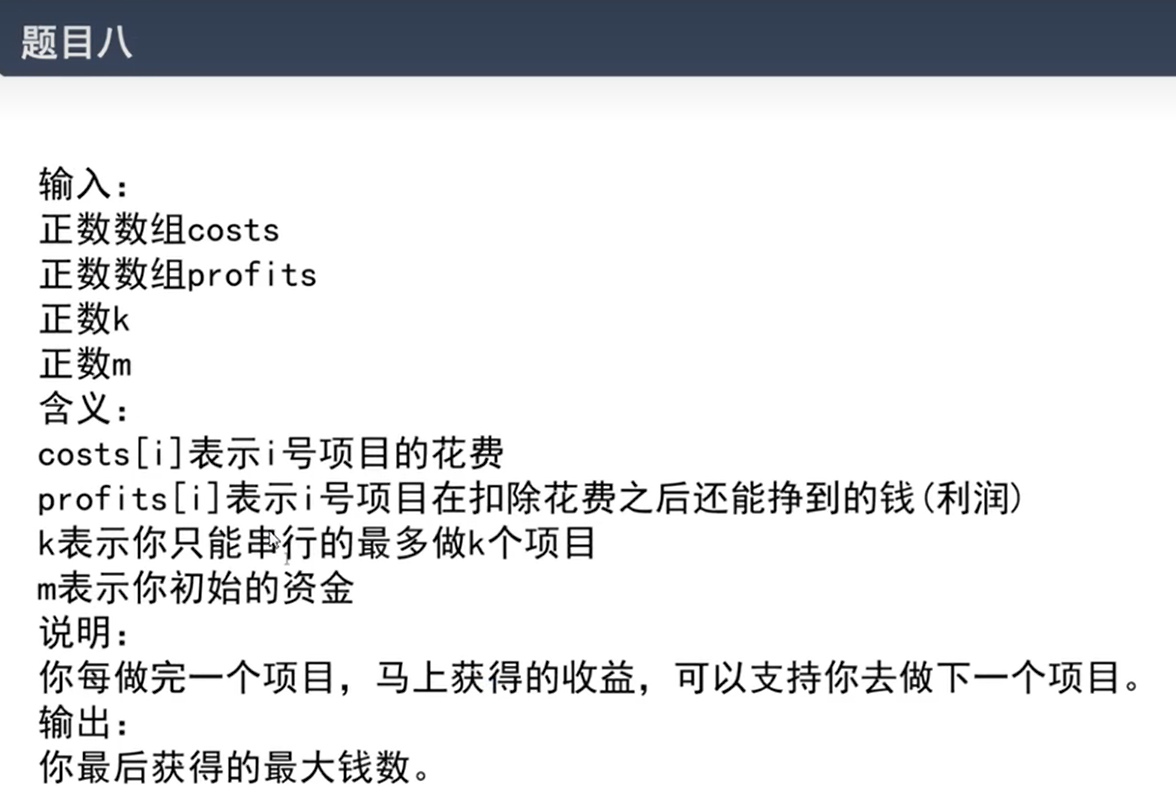 题目八
输入：
正数数组costs
正数数组profits
正数k
正数m
含义：
costs[i]表示i号项目的花费
profits[i]表示i号项目在扣除花费之后还能挣到的钱(利润)
k表示你只能串行的最多做k个项目
m表示你初始的资金
说明：
你每做完一个项目，马上获得的收益，可以支持你去做下一个项目。
输出：
你最后获得的最大钱数。